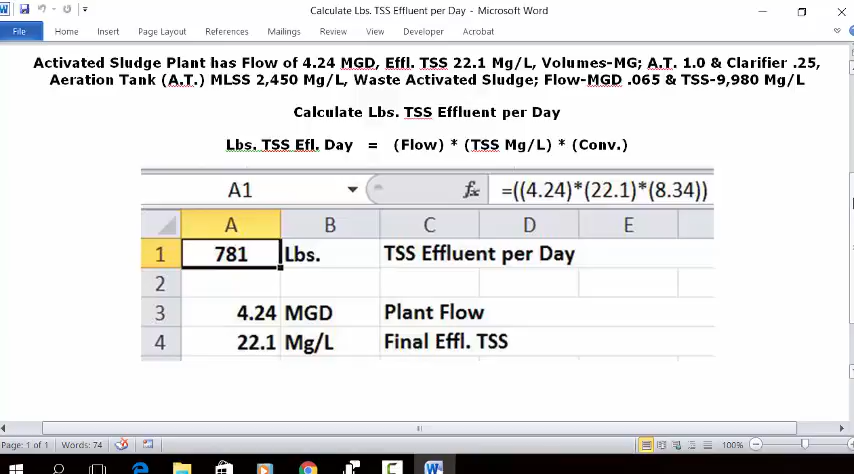 Calculate Lbs. TSS Effluent per Day - Microsoft Word
File Home Insert Page Layout References Mailings Review View Developer Acrobat
Activated Sludge Plant has Flow of 4.24 MGD, Effl. TSS 22.1 Mg/L, Volumes-MG; A.T. 1.0 & Clarifier .25,
Aeration Tank (A.T.) MLSS 2,450 Mg/L, Waste Activated Sludge; Flow-MGD .065 & TSS-9,980 Mg/L
Calculate Lbs. TSS Effluent per Day
Lbs. TSS Efl. Day = (Flow) * (TSS Mg/L) * (Conv.)
A1 fx =((4.24)*(22.1)*(8.34))
A B C D E
1 781 Lbs. TSS Effluent per Day
2
3 4.24 MGD Plant Flow
4 22.1 Mg/L Final Effl. TSS
Page: 1 of 1 Words: 74 100%